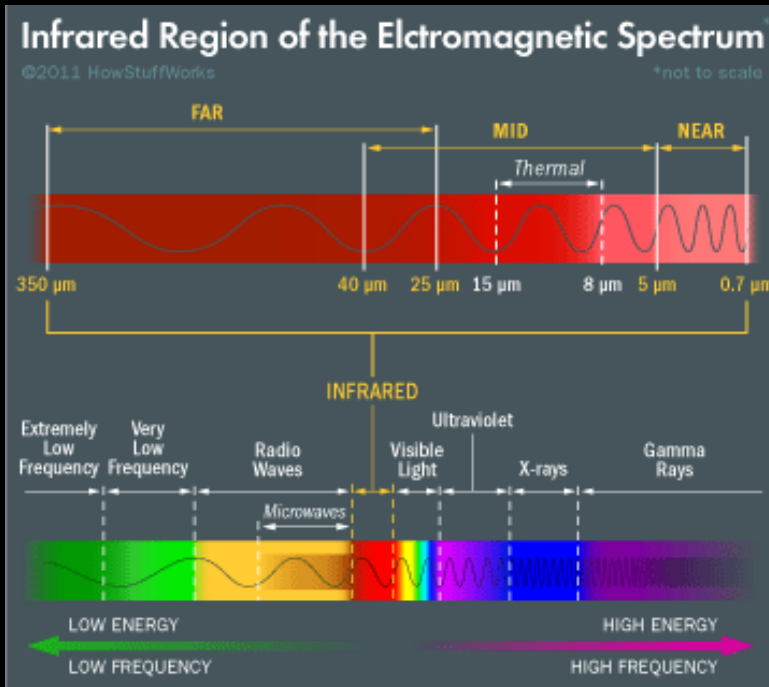 Infrared Region of the Elctromagnetic Spectrum*
©2011 HowStuffWorks
*not to scale
FAR
MID
NEAR
Thermal
350 µm
40 µm
25 µm
15 µm
8 µm
5 µm
0.7 µm
INFRARED
Extremely
Low
Frequency
Very
Low
Frequency
Radio
Waves
Microwaves
Visible
Light
Ultraviolet
X-rays
Gamma
Rays
LOW ENERGY
HIGH ENERGY
LOW FREQUENCY
HIGH FREQUENCY